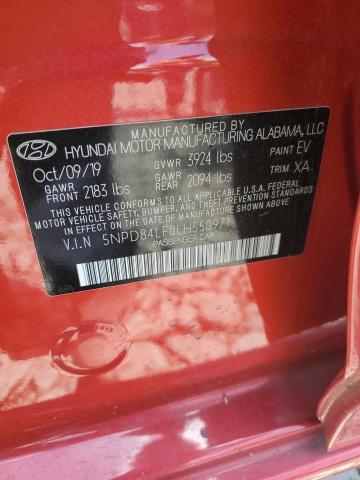 MANUFACTURED BY
HYUNDAI MOTOR MANUFACTURING ALABAMA, LLC
Oct/09/19 GVWR 3924 lbs PAINT EV
GAWR FRONT 2183 lbs GAWR REAR 2094 lbs TRIM XA
THIS VEHICLE CONFORMS TO ALL APPLICABLE U.S.A. FEDERAL
MOTOR VEHICLE SAFETY, BUMPER, AND THEFT PREVENTION STANDARDS
IN EFFECT ON THE DATE OF MANUFACTURE SHOWN ABOVE.
V.I.N 5NPD84LF0LH550971
PASSENGER CAR